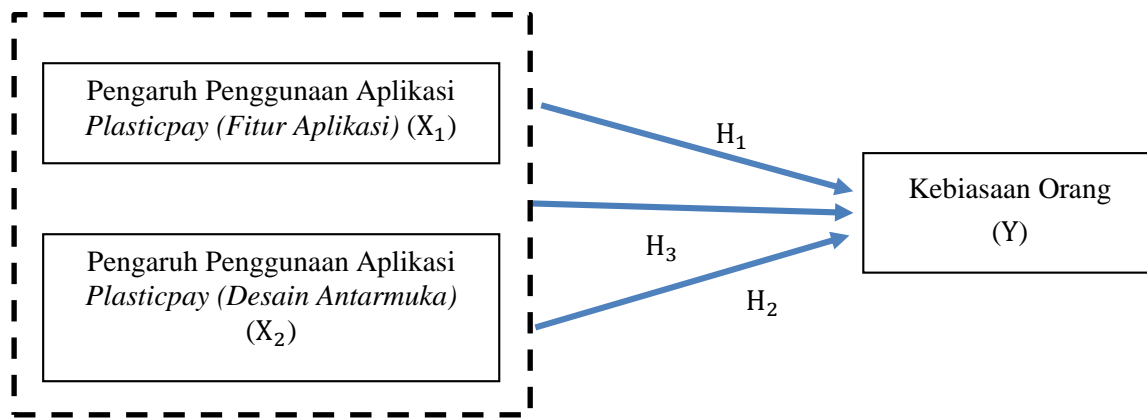 Pengaruh Penggunaan Aplikasi
Plasticpay (Fitur Aplikasi) (X₁)
Pengaruh Penggunaan Aplikasi
Plasticpay (Desain Antarmuka)
(X₂)
H₁
H₃
H₂
Kebiasaan Orang
(Y)